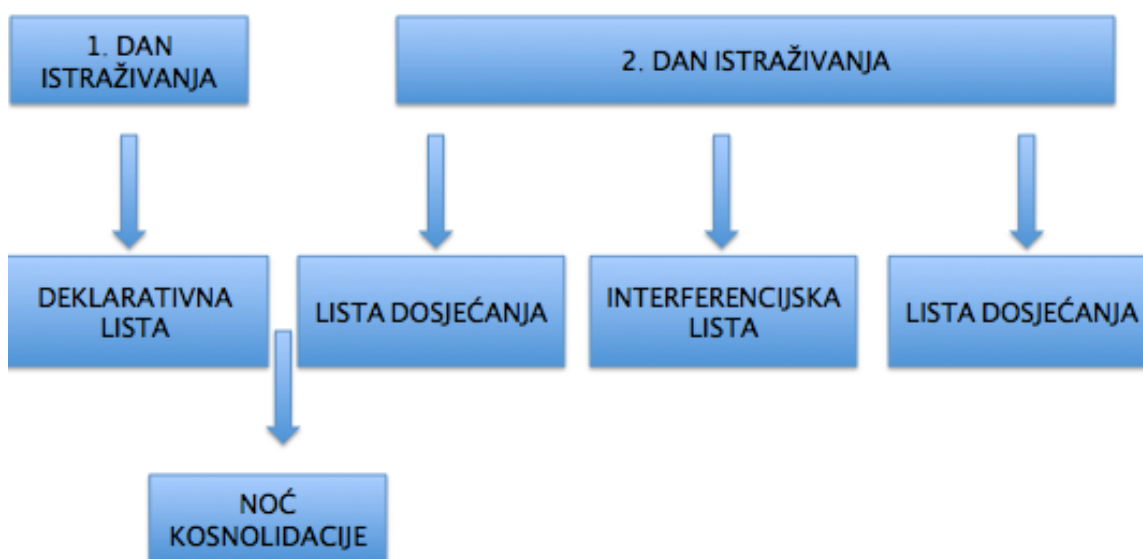 1. DAN
ISTRAŽIVANJA
2. DAN ISTRAŽIVANJA
DEKLARATIVNA
LISTA
LISTA DOSJEĆANJA
INTERFERENCIJSKA
LISTA
LISTA DOSJEĆANJA
NOĆ
KOSNOLIDACIJE